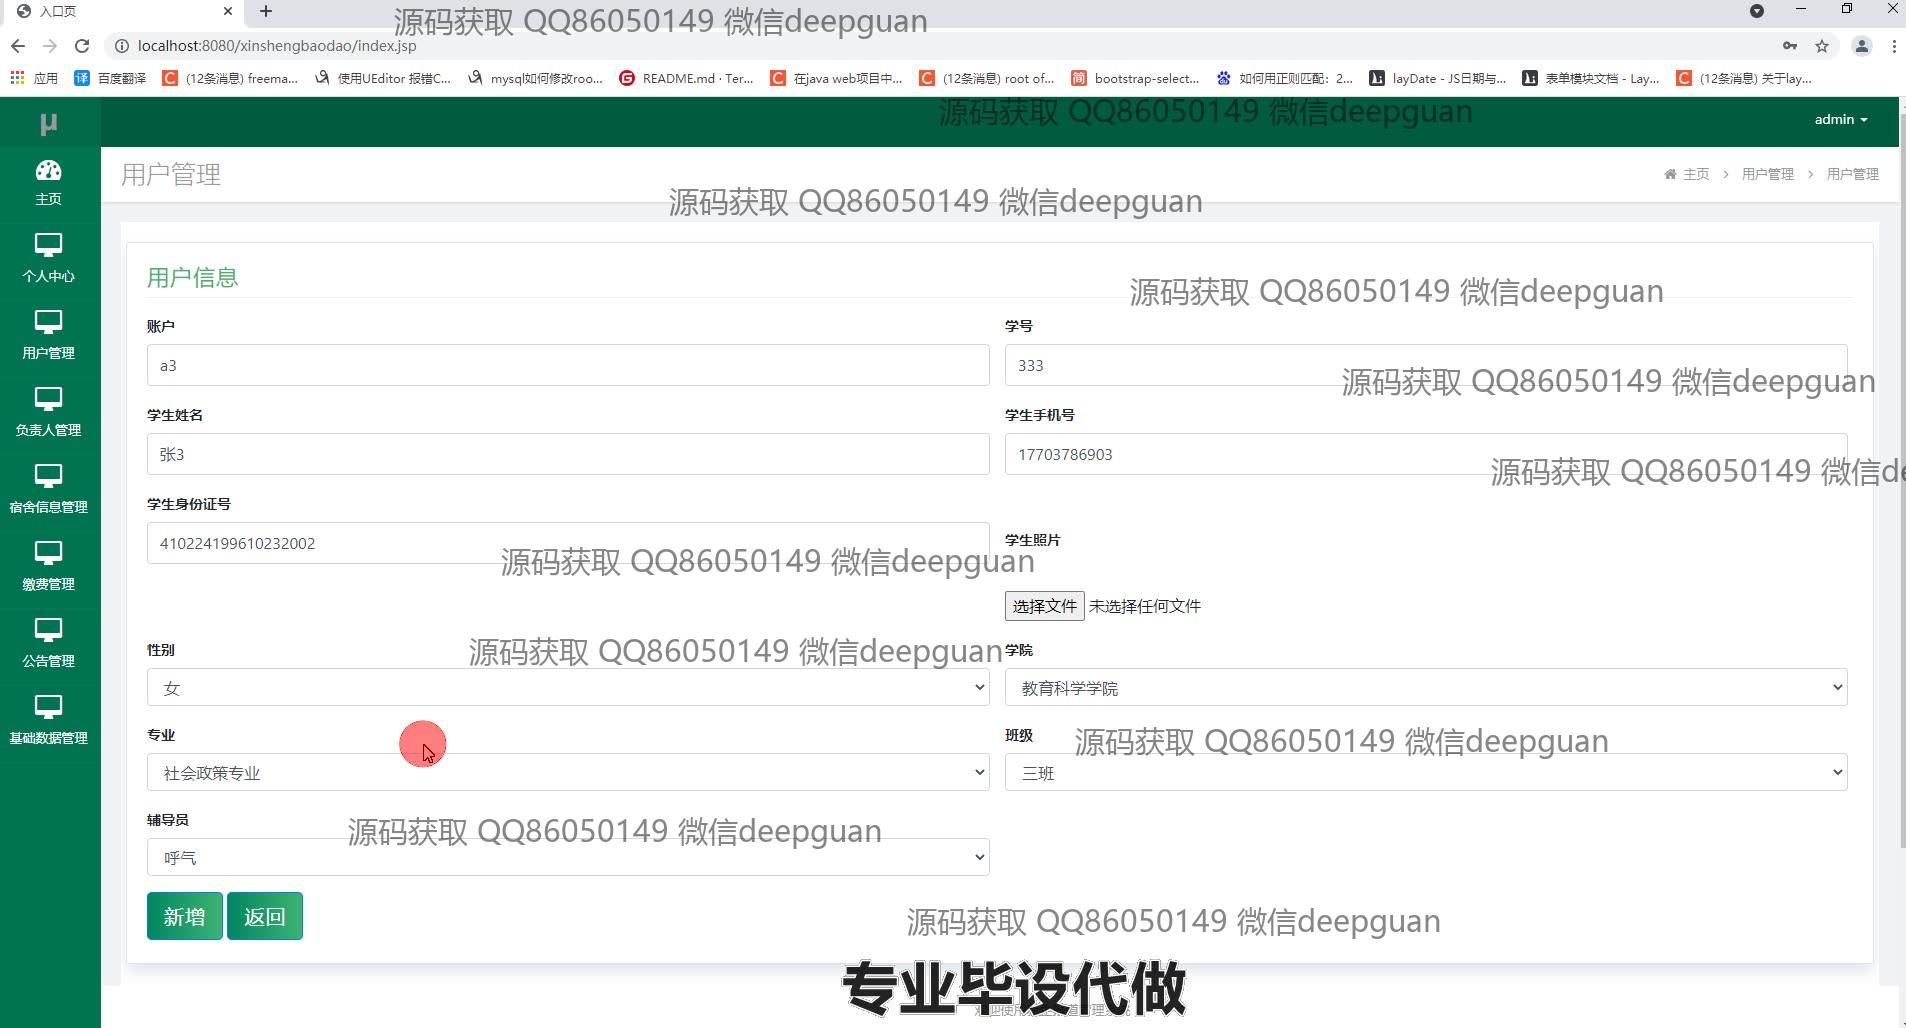 入口页
源码获取 QQ86050149 微信deepguan
localhost:8080/xinshengbaodao/index.jsp
应用 百度翻译 (12条消息) freema... 使用UEditor 报错C... mysql如何修改roo... README.md · Ter... 在java web项目中... (12条消息) root of... bootstrap-select... 如何用正则匹配：2... layDate - JS日期与... 表单模块文档 - Lay... (12条消息) 关于lay...
μ
源码获取 QQ86050149 微信deepguan
admin
主页
用户管理
主页 > 用户管理 > 用户管理
源码获取 QQ86050149 微信deepguan
个人中心
用户管理
负责人管理
宿舍信息管理
缴费管理
公告管理
基础数据管理
用户信息
源码获取 QQ86050149 微信deepguan
账户 学号
a3 333
源码获取 QQ86050149 微信deepguan
学生姓名 学生手机号
张3 17703786903
源码获取 QQ86050149 微信de
学生身份证号
410224199610232002
学生照片
源码获取 QQ86050149 微信deepguan
选择文件 未选择任何文件
性别 学院
源码获取 QQ86050149 微信deepguan
女 教育科学学院
专业 班级
源码获取 QQ86050149 微信deepguan
社会政策专业 三班
辅导员
源码获取 QQ86050149 微信deepguan
呼气
新增 返回
源码获取 QQ86050149 微信deepguan
专业毕设代做